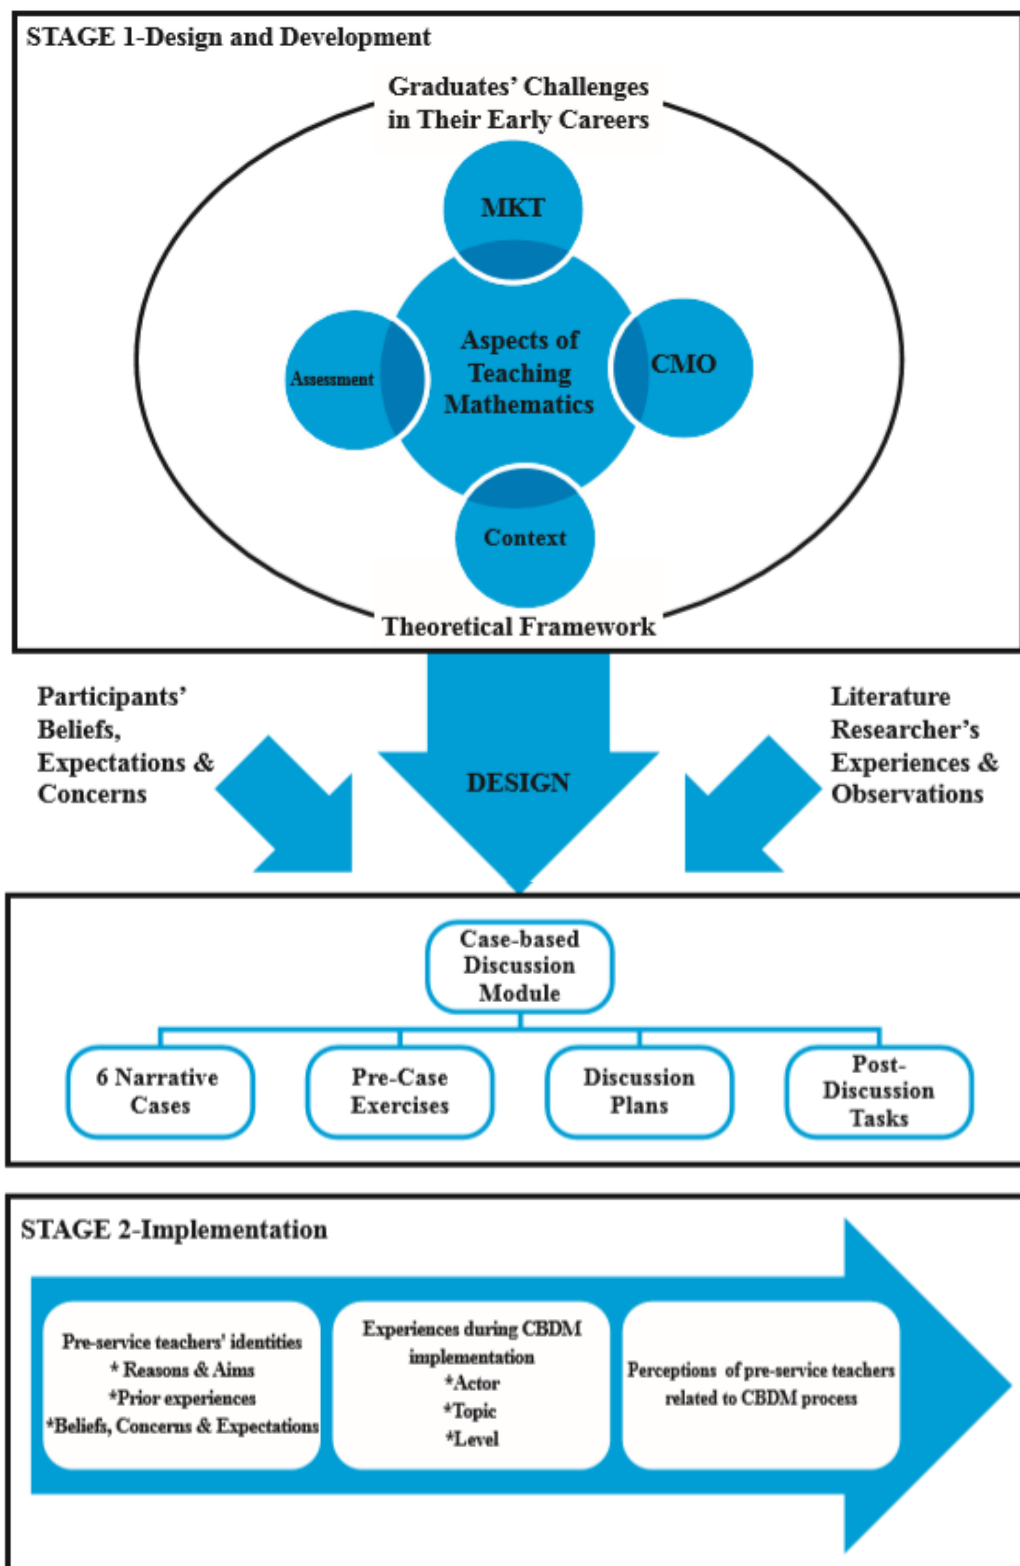 STAGE 1-Design and Development
Graduates' Challenges
in Their Early Careers
MKT
Aspects of
Teaching
Mathematics
Assessment
CMO
Context
Theoretical Framework
Participants'
Beliefs,
Expectations &
Concerns
DESIGN
Literature
Researcher's
Experiences &
Observations
Case-based
Discussion
Module
6 Narrative
Cases
Pre-Case
Exercises
Discussion
Plans
Post-
Discussion
Tasks
STAGE 2-Implementation
Pre-service teachers' identities
* Reasons & Aims
*Prior experiences
*Beliefs, Concerns & Expectations
Experiences during CBDM
implementation
*Actor
*Topic
*Level
Perceptions of pre-service teachers
related to CBDM process